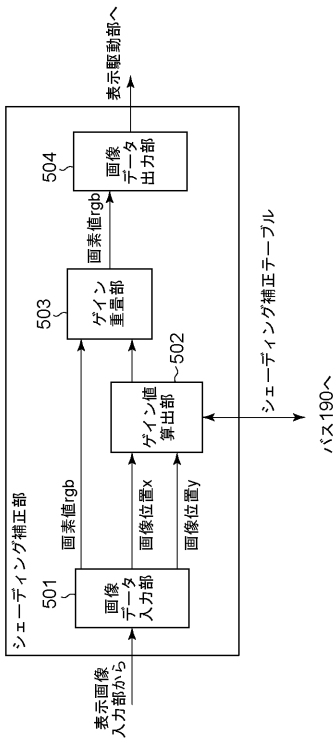 シェーディング補正部
表示画像
入力部から
501
画像
データ
入力部
画素値rgb
画像位置x
画像位置y
502
ゲイン値
算出部
503
ゲイン
重畳部
画素値rgb
504
画像
データ
出力部
表示駆動部へ
シェーディング補正テーブル
バス190へ